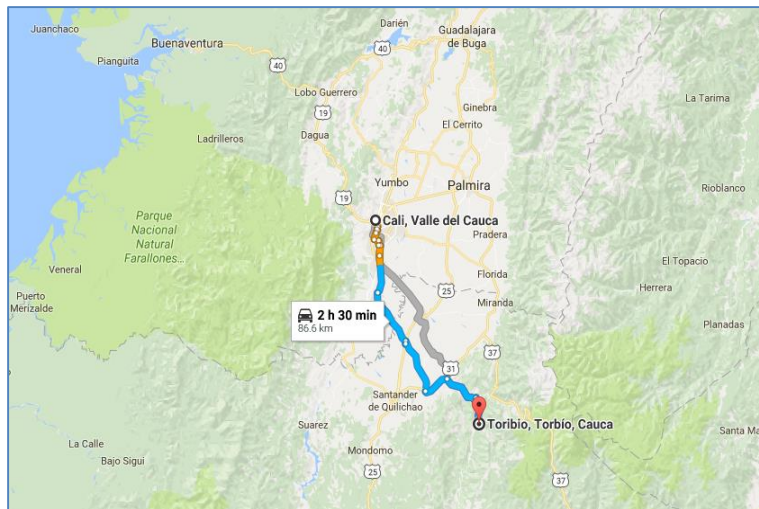 Juanchaco
Darién
Guadalajara
de Buga
Buenaventura
40
Pianguita
40
Lobo Guerrero
19
Ginebra
La Tarima
Ladrilleros
Dagua
El Cerrito
Yumbo
Palmira
Rioblanco
19
Cali, Valle del Cauca
Parque
Nacional
Natural
Farallones...
Pradera
Veneral
Florida
El Topacio
25
Herrera
Puerto
Merizalde
2 h 30 min
86.6 km
Miranda
Planadas
37
31
Santander
de Quilichao
Toribio, Torbío, Cauca
Suarez
Santa M
La Calle
Mondomo
Bajo Sigui
25
37